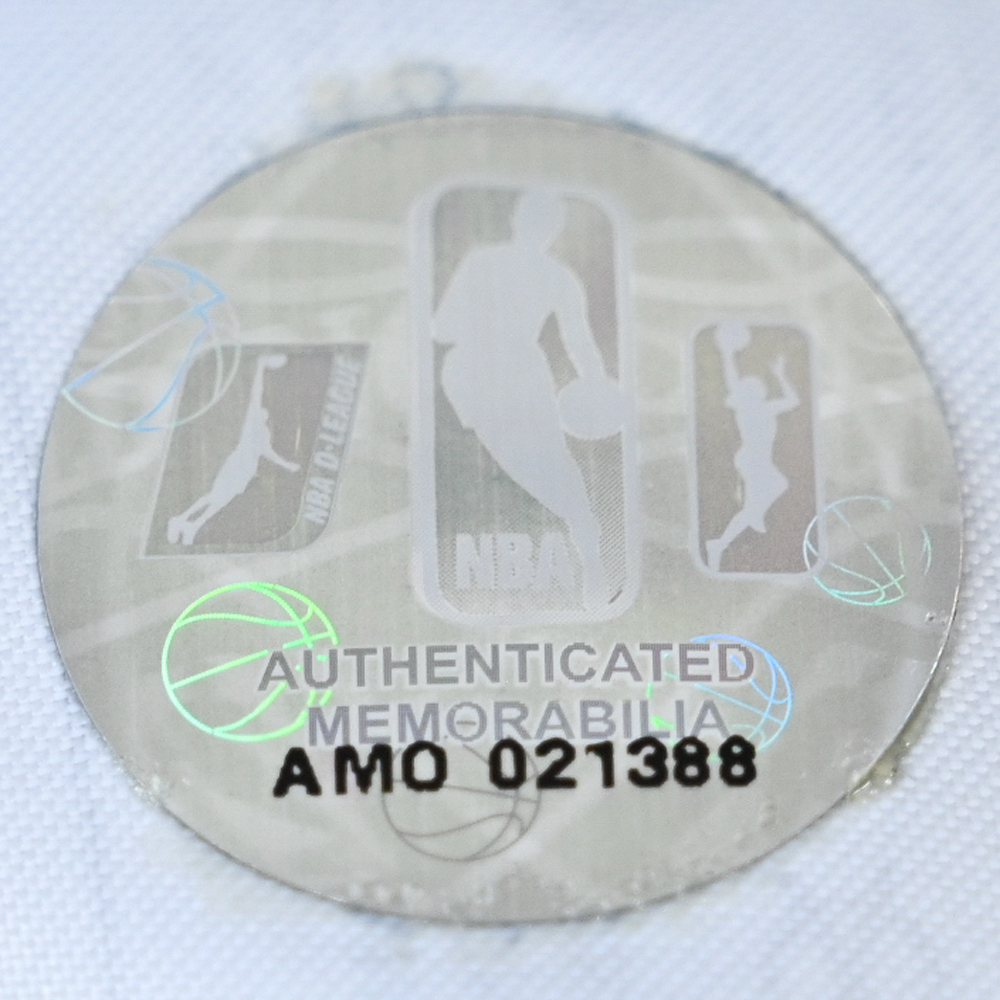 NBA D-LEAGUE
NBA
AUTHENTICATED
MEMORABILIA
AMO 021388